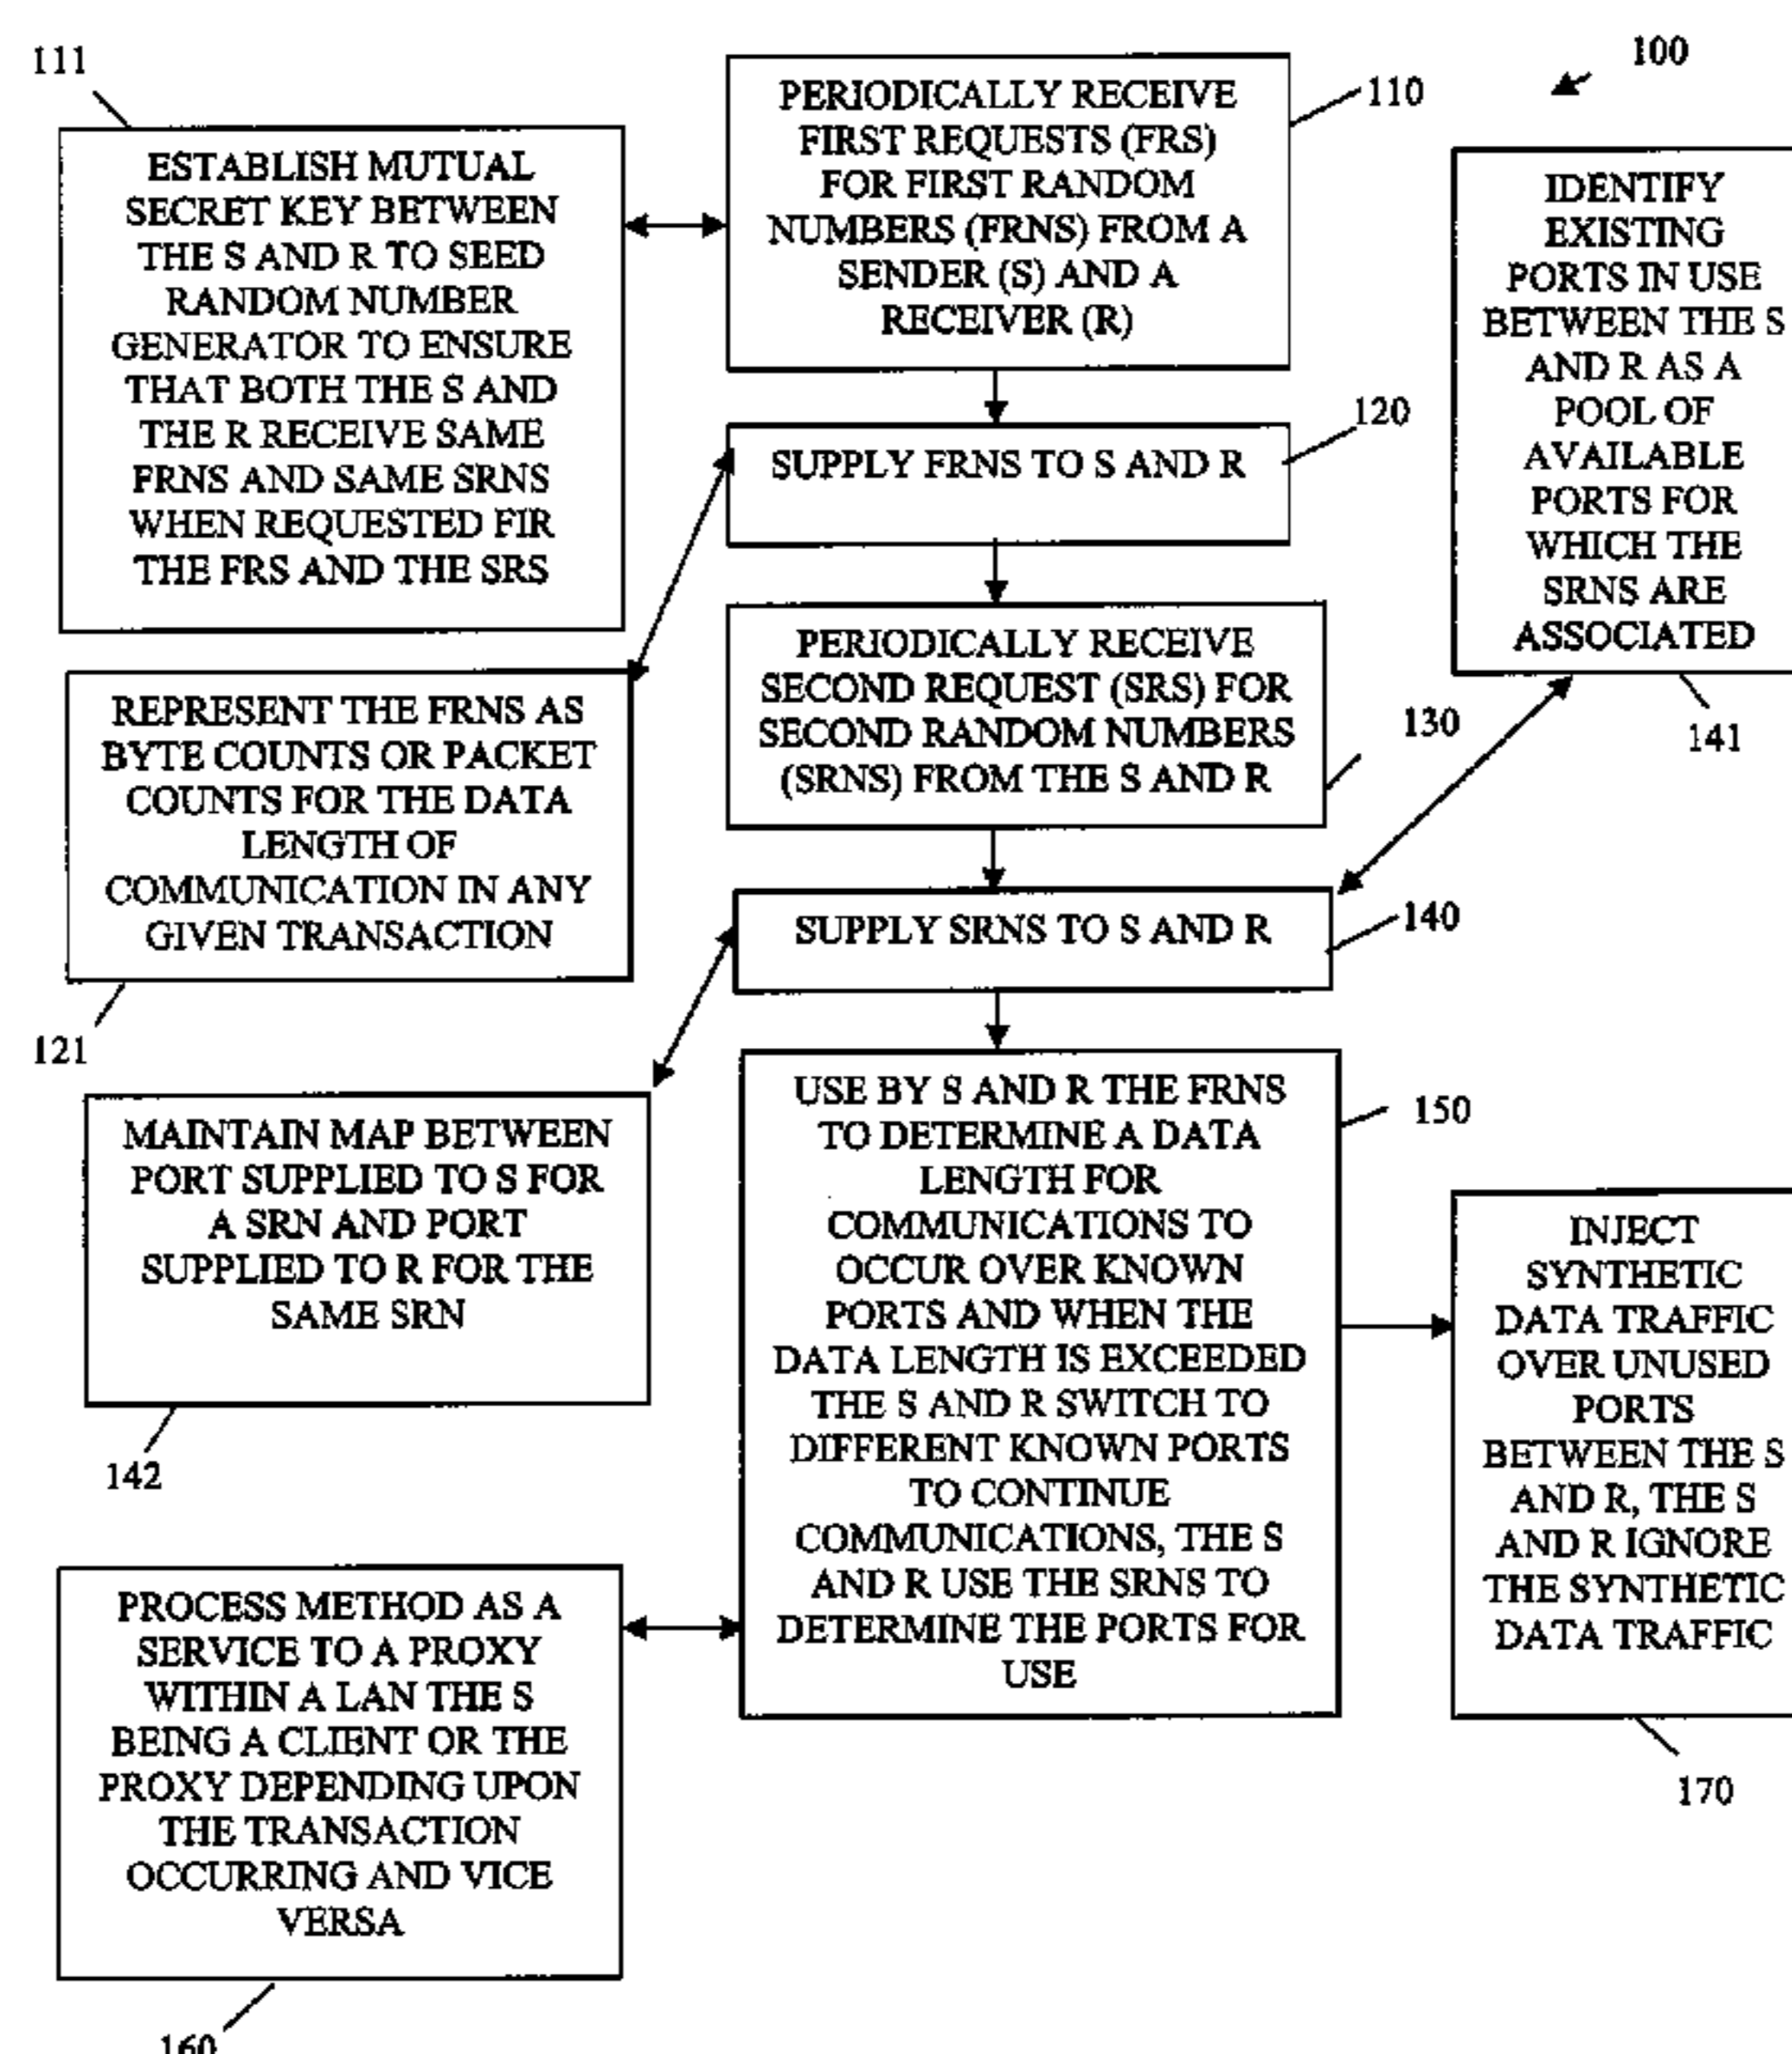 100
111
ESTABLISH MUTUAL
SECRET KEY BETWEEN
THE S AND R TO SEED
RANDOM NUMBER
GENERATOR TO ENSURE
THAT BOTH THE S AND
THE R RECEIVE SAME
FRNS AND SAME SRNS
WHEN REQUESTED FIR
THE FRS AND THE SRS
PERIODICALLY RECEIVE
FIRST REQUESTS (FRS)
FOR FIRST RANDOM
NUMBERS (FRNS) FROM A
SENDER (S) AND A
RECEIVER (R)
110
SUPPLY FRNS TO S AND R
120
REPRESENT THE FRNS AS
BYTE COUNTS OR PACKET
COUNTS FOR THE DATA
LENGTH OF
COMMUNICATION IN ANY
GIVEN TRANSACTION
121
PERIODICALLY RECEIVE
SECOND REQUEST (SRS) FOR
SECOND RANDOM NUMBERS
(SRNS) FROM THE S AND R
130
IDENTIFY
EXISTING
PORTS IN USE
BETWEEN THE S
AND R AS A
POOL OF
AVAILABLE
PORTS FOR
WHICH THE
SRNS ARE
ASSOCIATED
141
SUPPLY SRNS TO S AND R
140
MAINTAIN MAP BETWEEN
PORT SUPPLIED TO S FOR
A SRN AND PORT
SUPPLIED TO R FOR THE
SAME SRN
142
USE BY S AND R THE FRNS
TO DETERMINE A DATA
LENGTH FOR
COMMUNICATIONS TO
OCCUR OVER KNOWN
PORTS AND WHEN THE
DATA LENGTH IS EXCEEDED
THE S AND R SWITCH TO
DIFFERENT KNOWN PORTS
TO CONTINUE
COMMUNICATIONS, THE S
AND R USE THE SRNS TO
DETERMINE THE PORTS FOR
USE
150
PROCESS METHOD AS A
SERVICE TO A PROXY
WITHIN A LAN THE S
BEING A CLIENT OR THE
PROXY DEPENDING UPON
THE TRANSACTION
OCCURRING AND VICE
VERSA
160
INJECT
SYNTHETIC
DATA TRAFFIC
OVER UNUSED
PORTS
BETWEEN THE S
AND R, THE S
AND R IGNORE
THE SYNTHETIC
DATA TRAFFIC
170